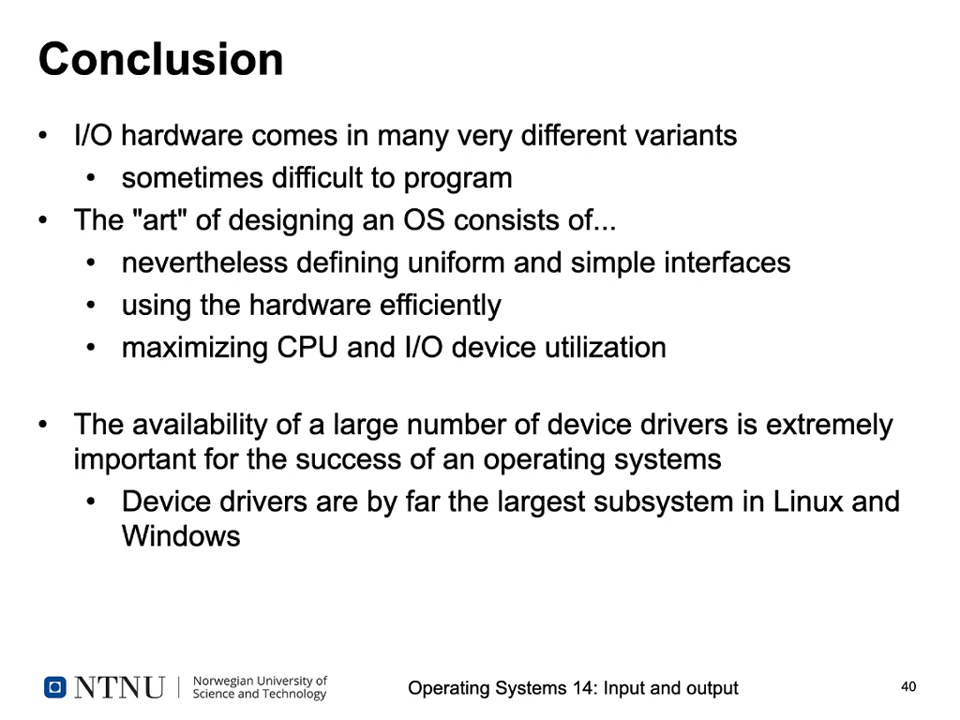 Conclusion
• I/O hardware comes in many very different variants
• sometimes difficult to program
• The "art" of designing an OS consists of...
• nevertheless defining uniform and simple interfaces
• using the hardware efficiently
• maximizing CPU and I/O device utilization
• The availability of a large number of device drivers is extremely
important for the success of an operating systems
• Device drivers are by far the largest subsystem in Linux and
Windows
NTNU
Norwegian University of
Science and Technology
Operating Systems 14: Input and output
40